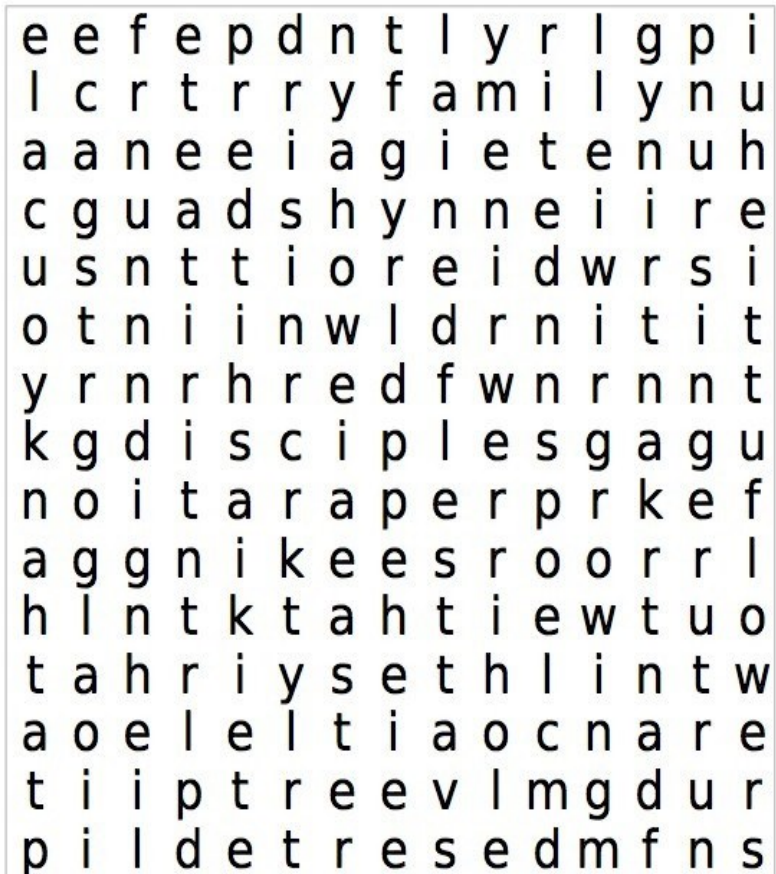 e e f e p d n t l y r l g p i
l c r t r r y f a m i l y n u
a a n e e i a g i e t e n u h
c g u a d s h y n n e i i r e
u s n t t i o r e i d w r s i
o t n i i n w l d r n i t i t
y r n r h r e d f w n r n n t
k g d i s c i p l e s g a g u
n o i t a r a p e r p r k e f
a g g n i k e e s r o o r r l
h l n t k t a h t i e w t u o
t a h r i y s e t h l i n t w
a o e l e l t i a o c n a r e
t i i p t r e e v l m g d u r
p i l d e t r e s e d m f n s